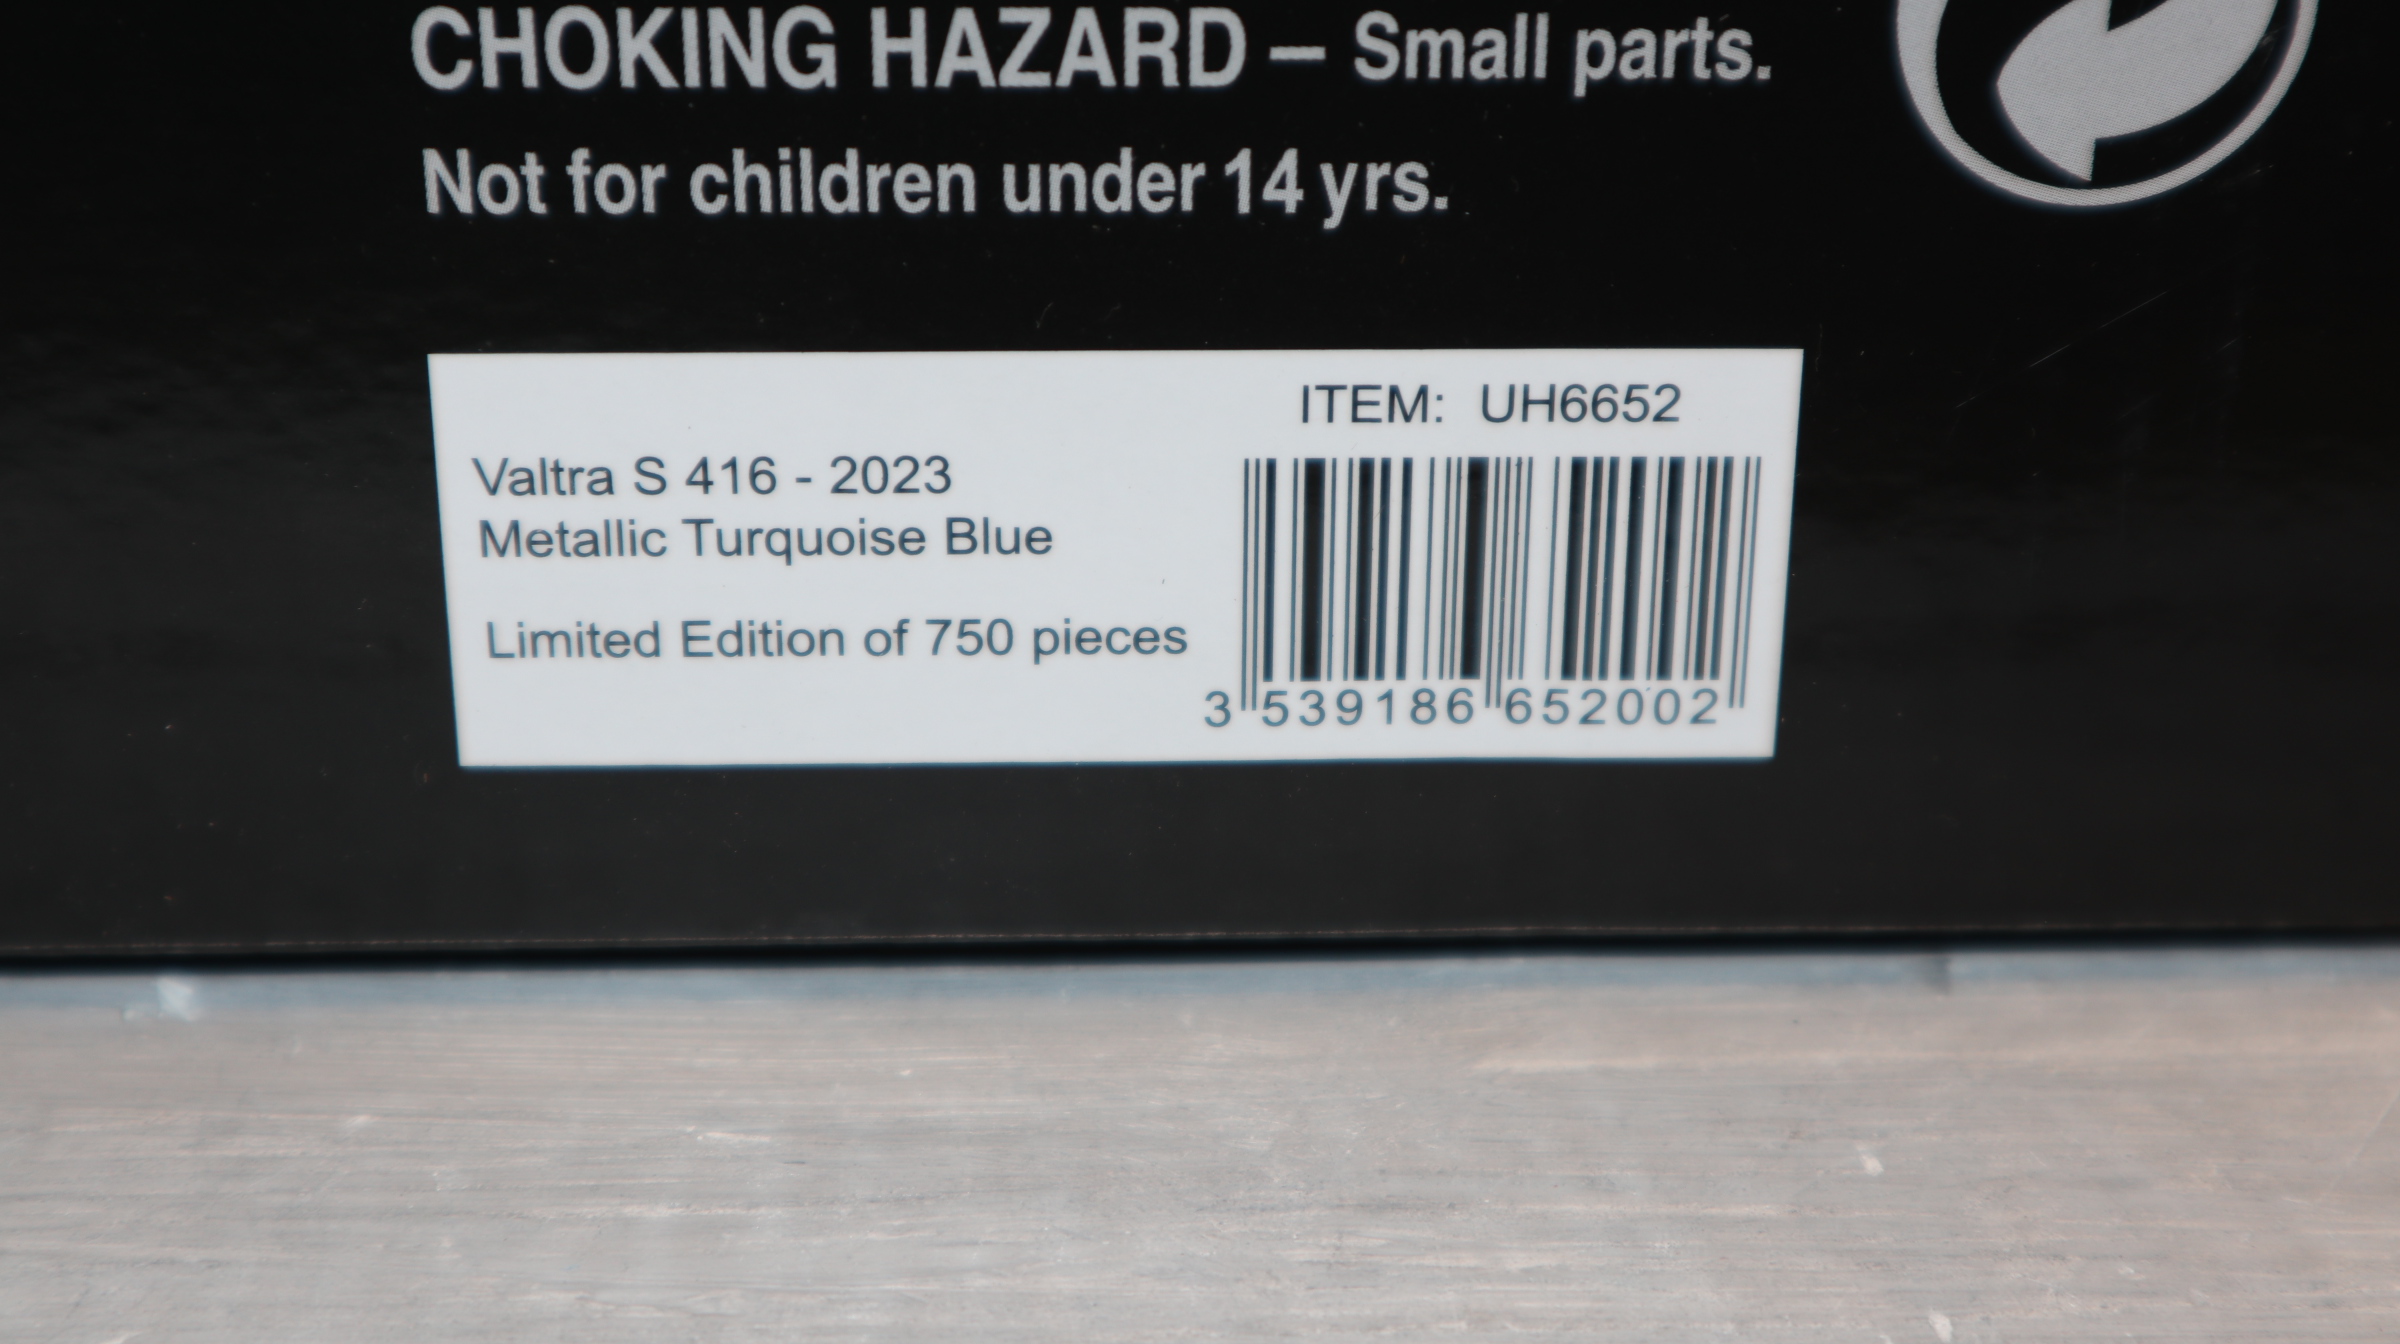 CHOKING HAZARD – Small parts.
Not for children under 14 yrs.
ITEM: UH6652
Valtra S 416 - 2023
Metallic Turquoise Blue
Limited Edition of 750 pieces
3 539186 652002